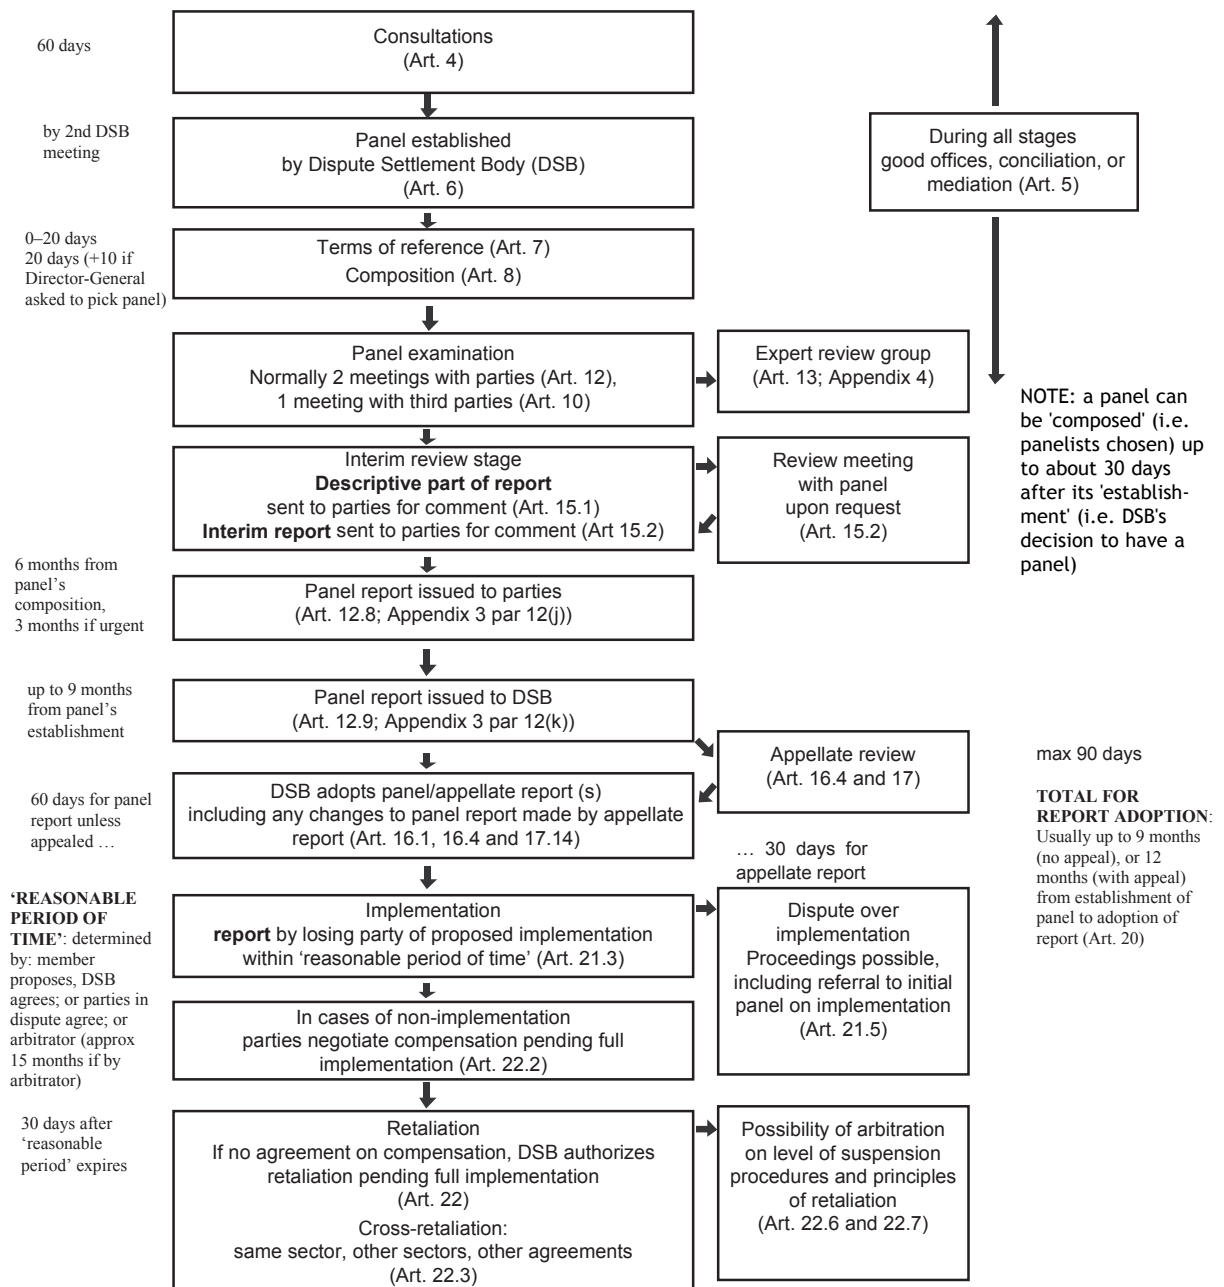 60 days
Consultations
(Art. 4)
by 2nd DSB
meeting
Panel established
by Dispute Settlement Body (DSB)
(Art. 6)
During all stages
good offices, conciliation, or
mediation (Art. 5)
0–20 days
20 days (+10 if
Director-General
asked to pick panel)
Terms of reference (Art. 7)
Composition (Art. 8)
Panel examination
Normally 2 meetings with parties (Art. 12),
1 meeting with third parties (Art. 10)
Expert review group
(Art. 13; Appendix 4)
NOTE: a panel can
be 'composed' (i.e.
panelists chosen) up
to about 30 days
after its 'establish-
ment' (i.e. DSB's
decision to have a
panel)
Interim review stage
Descriptive part of report
sent to parties for comment (Art. 15.1)
Interim report sent to parties for comment (Art 15.2)
Review meeting
with panel
upon request
(Art. 15.2)
6 months from
panel’s
composition,
3 months if urgent
Panel report issued to parties
(Art. 12.8; Appendix 3 par 12(j))
up to 9 months
from panel’s
establishment
Panel report issued to DSB
(Art. 12.9; Appendix 3 par 12(k))
Appellate review
(Art. 16.4 and 17)
max 90 days
60 days for panel
report unless
appealed …
DSB adopts panel/appellate report (s)
including any changes to panel report made by appellate
report (Art. 16.1, 16.4 and 17.14)
… 30 days for
appellate report
TOTAL FOR
REPORT ADOPTION:
Usually up to 9 months
(no appeal), or 12
months (with appeal)
from establishment of
panel to adoption of
report (Art. 20)
‘REASONABLE
PERIOD OF
TIME’: determined
by: member
proposes, DSB
agrees; or parties in
dispute agree; or
arbitrator (approx
15 months if by
arbitrator)
Implementation
report by losing party of proposed implementation
within ‘reasonable period of time’ (Art. 21.3)
Dispute over
implementation
Proceedings possible,
including referral to initial
panel on implementation
(Art. 21.5)
In cases of non-implementation
parties negotiate compensation pending full
implementation (Art. 22.2)
30 days after
‘reasonable
period’ expires
Retaliation
If no agreement on compensation, DSB authorizes
retaliation pending full implementation
(Art. 22)
Cross-retaliation:
same sector, other sectors, other agreements
(Art. 22.3)
Possibility of arbitration
on level of suspension
procedures and principles
of retaliation
(Art. 22.6 and 22.7)